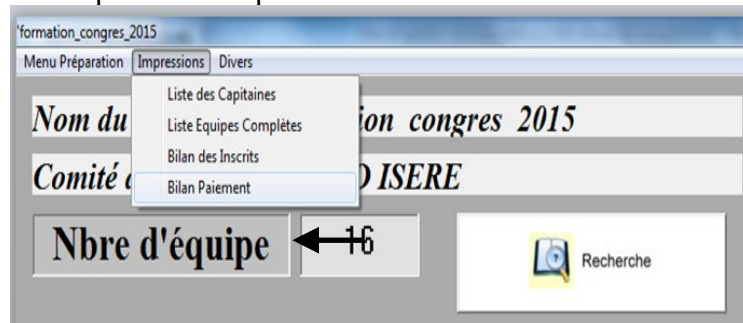 'formation_congres_2015
Menu Préparation Impressions Divers
Liste des Capitaines
Liste Equipes Complètes
Bilan des Inscrits
Bilan Paiement
Nom du ion congres 2015
Comité ISERE
Nbre d'équipe 16
Recherche